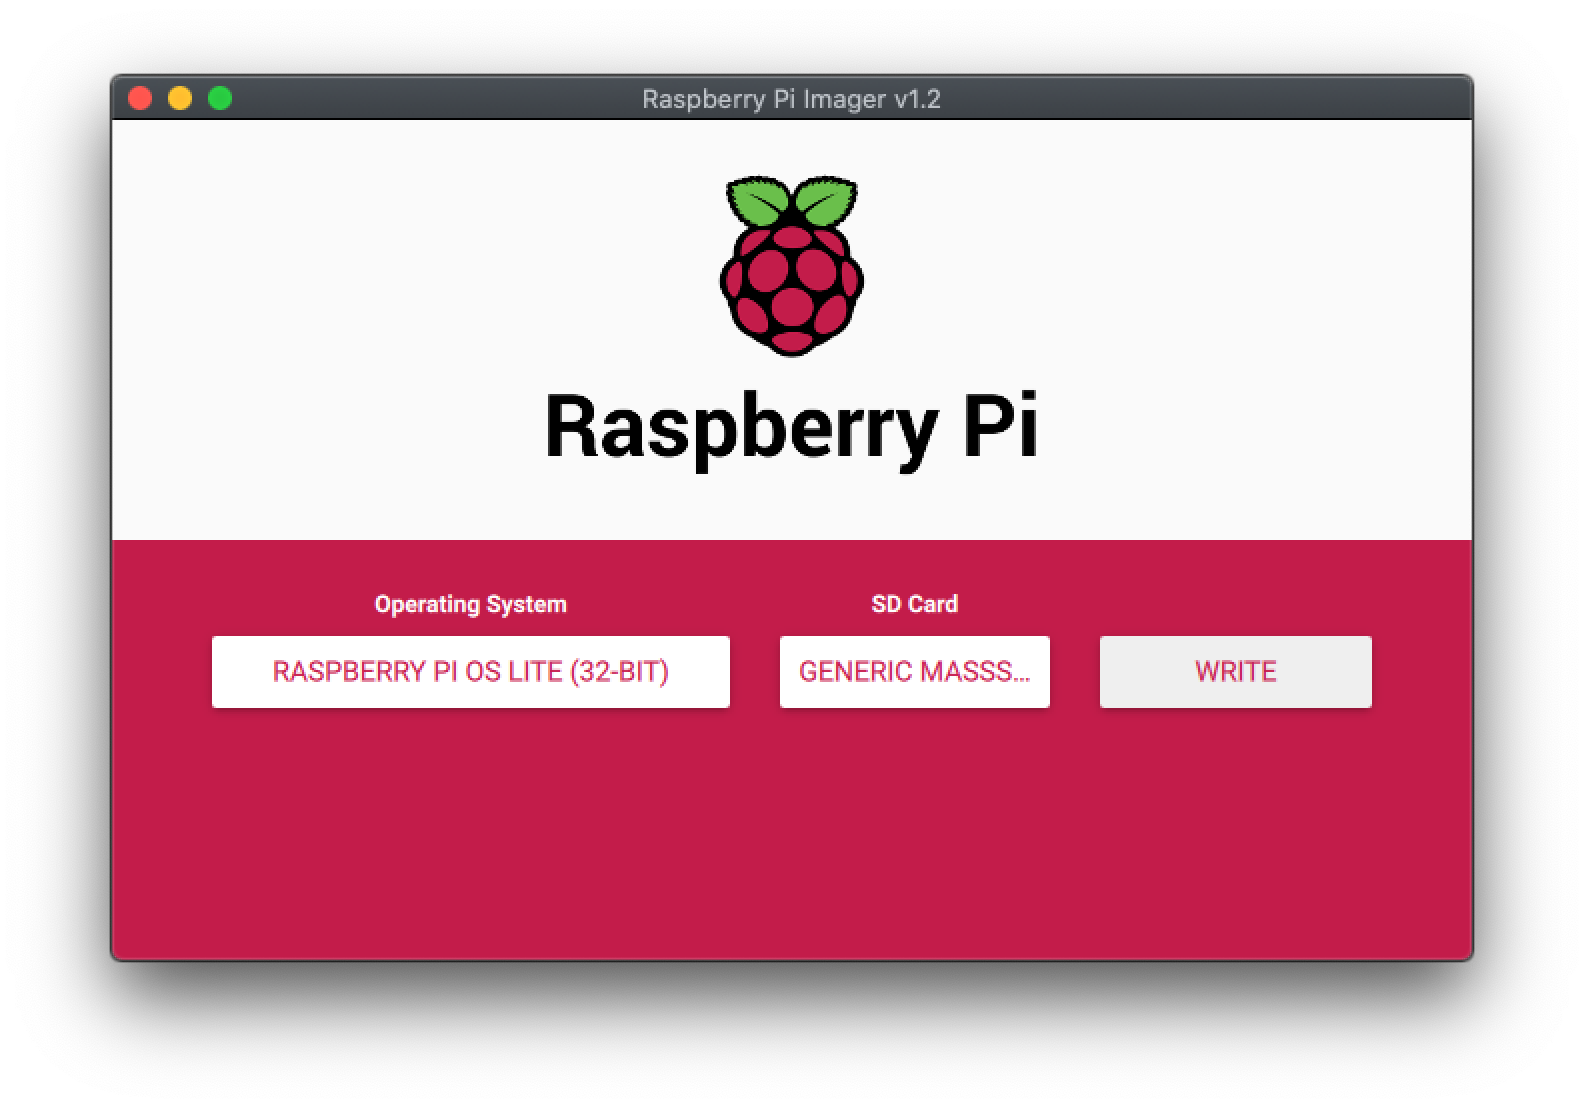 Raspberry Pi Imager v1.2
Raspberry Pi
Operating System
SD Card
RASPBERRY PI OS LITE (32-BIT)
GENERIC MASSS...
WRITE